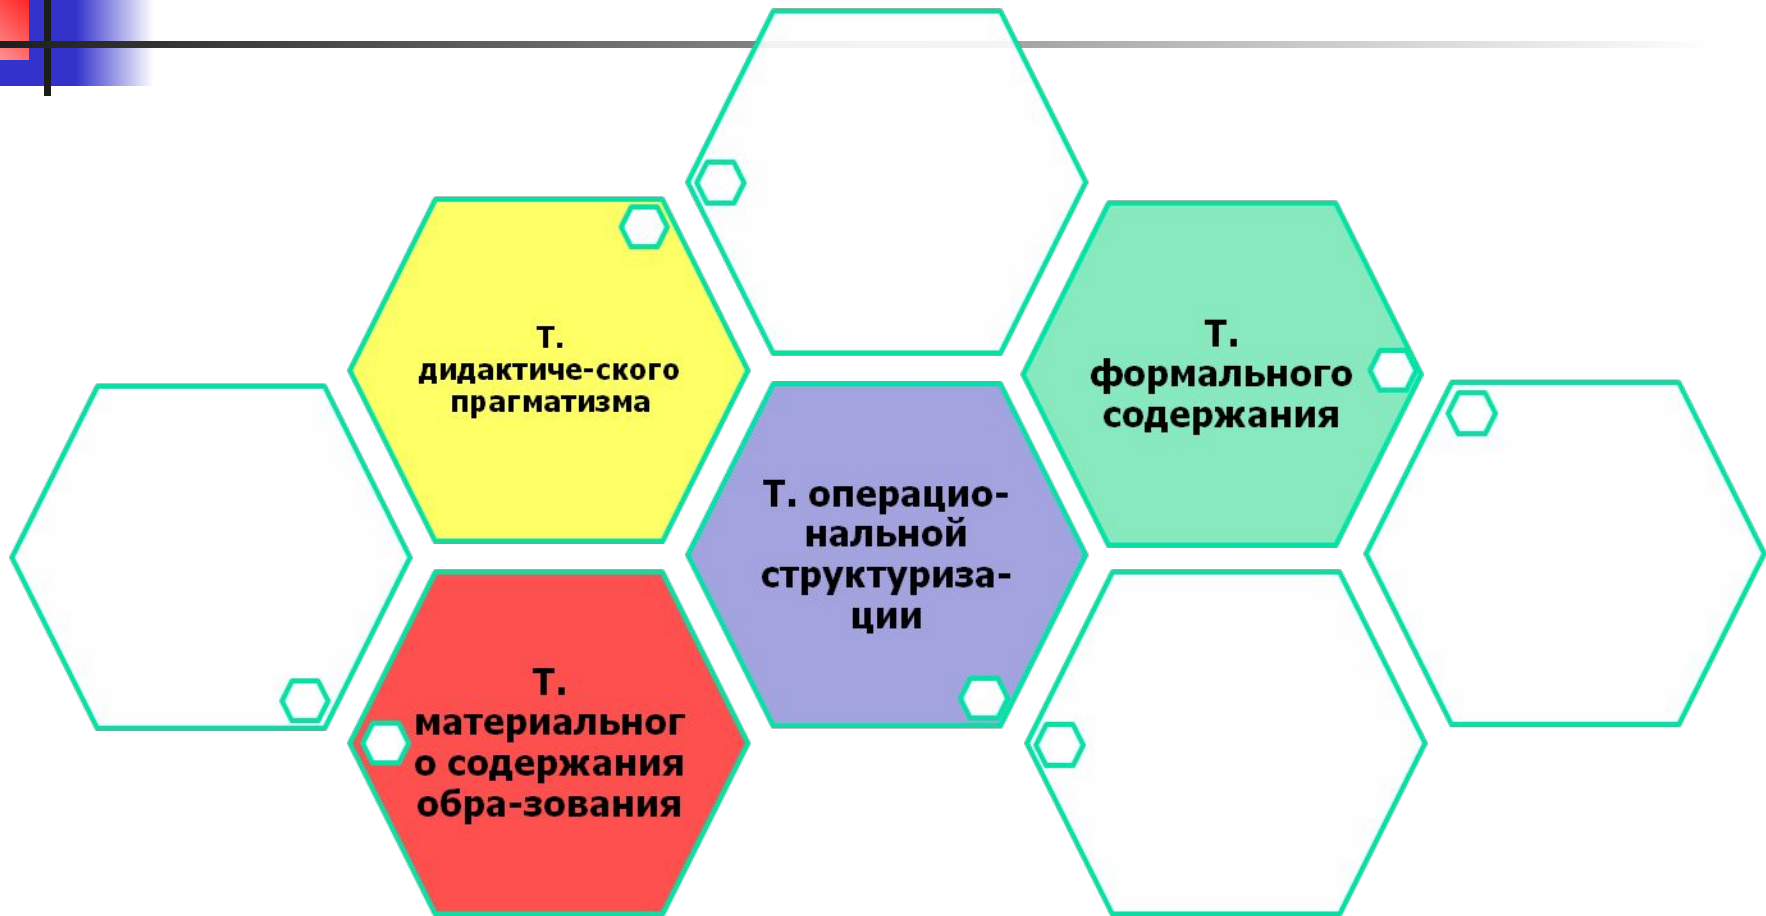 Т.
дидактиче-ского
прагматизма
Т.
формального
содержания
Т. операцио-
нальной
структуриза-
ции
Т.
материальног
о содержания
обра-зования